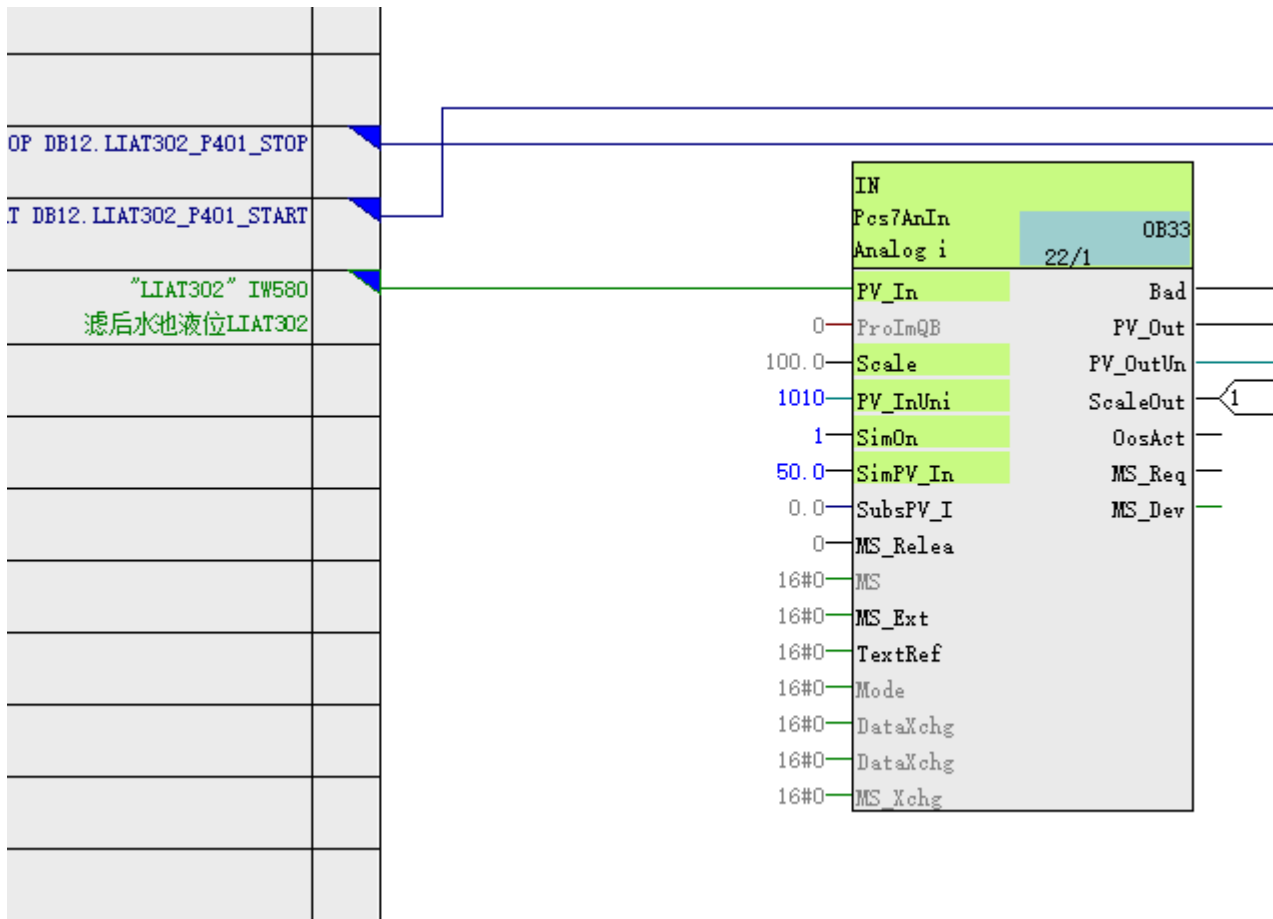 OP DB12.LIAT302_P401_STOP
T DB12.LIAT302_P401_START
"LIAT302" IW580
滤后水池液位LIAT302
IN
Pcs7AnIn
Analog i
OB33
22/1
PV_In Bad
0 ProImQB PV_Out
100.0 Scale PV_OutUn
1010 PV_InUni ScaleOut 1
1 SimOn OosAct
50.0 SimPV_In MS_Req
0.0 SubsPV_I MS_Dev
0 MS_Relea
16#0 MS
16#0 MS_Ext
16#0 TextRef
16#0 Mode
16#0 DataXchg
16#0 DataXchg
16#0 MS_Xchg